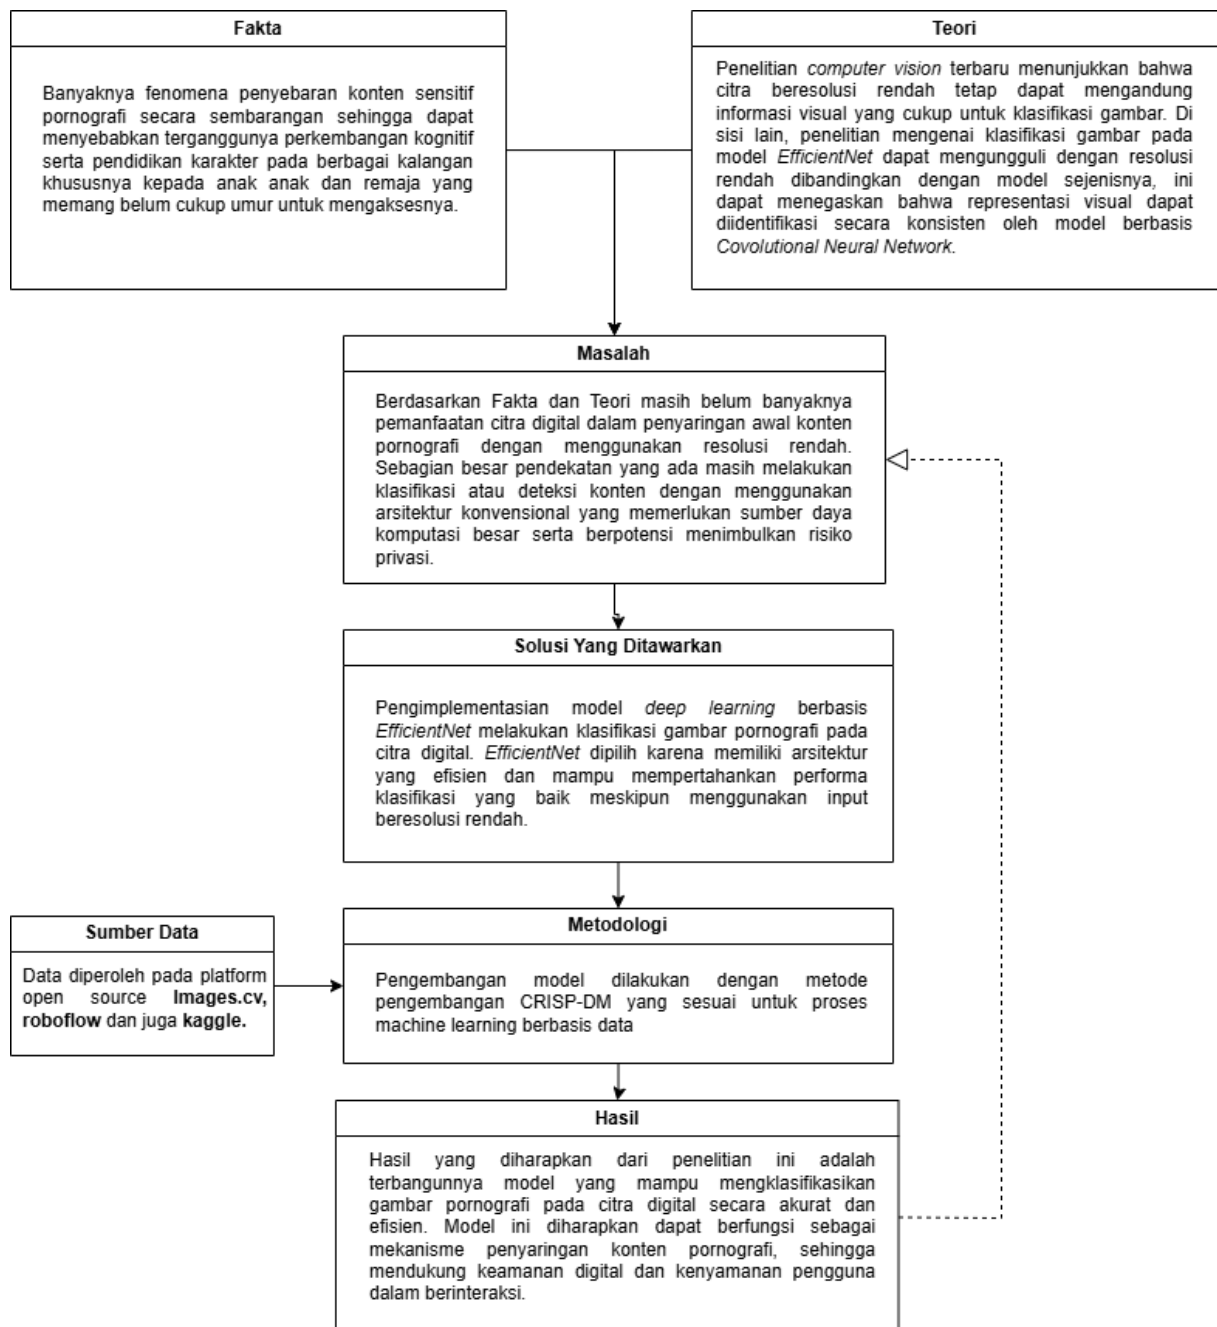 Fakta
Banyaknya fenomena penyebaran konten sensitif
pornografi secara sembarangan sehingga dapat
menyebabkan terganggunya perkembangan kognitif
serta pendidikan karakter pada berbagai kalangan
khususnya kepada anak anak dan remaja yang
memang belum cukup umur untuk mengaksesnya.
Teori
Penelitian computer vision terbaru menunjukkan bahwa
citra beresolusi rendah tetap dapat mengandung
informasi visual yang cukup untuk klasifikasi gambar. Di
sisi lain, penelitian mengenai klasifikasi gambar pada
model EfficientNet dapat mengungguli dengan resolusi
rendah dibandingkan dengan model sejenisnya, ini
dapat menegaskan bahwa representasi visual dapat
diidentifikasi secara konsisten oleh model berbasis
Covolutional Neural Network.
Masalah
Berdasarkan Fakta dan Teori masih belum banyaknya
pemanfaatan citra digital dalam penyaringan awal konten
pornografi dengan menggunakan resolusi rendah.
Sebagian besar pendekatan yang ada masih melakukan
klasifikasi atau deteksi konten dengan menggunakan
arsitektur konvensional yang memerlukan sumber daya
komputasi besar serta berpotensi menimbulkan risiko
privasi.
Solusi Yang Ditawarkan
Pengimplementasian model deep learning berbasis
EfficientNet melakukan klasifikasi gambar pornografi pada
citra digital. EfficientNet dipilih karena memiliki arsitektur
yang efisien dan mampu mempertahankan performa
klasifikasi yang baik meskipun menggunakan input
beresolusi rendah.
Sumber Data
Data diperoleh pada platform
open source Images.cv,
roboflow dan juga kaggle.
Metodologi
Pengembangan model dilakukan dengan metode
pengembangan CRISP-DM yang sesuai untuk proses
machine learning berbasis data
Hasil
Hasil yang diharapkan dari penelitian ini adalah
terbangunnya model yang mampu mengklasifikasikan
gambar pornografi pada citra digital secara akurat dan
efisien. Model ini diharapkan dapat berfungsi sebagai
mekanisme penyaringan konten pornografi, sehingga
mendukung keamanan digital dan kenyamanan pengguna
dalam berinteraksi.